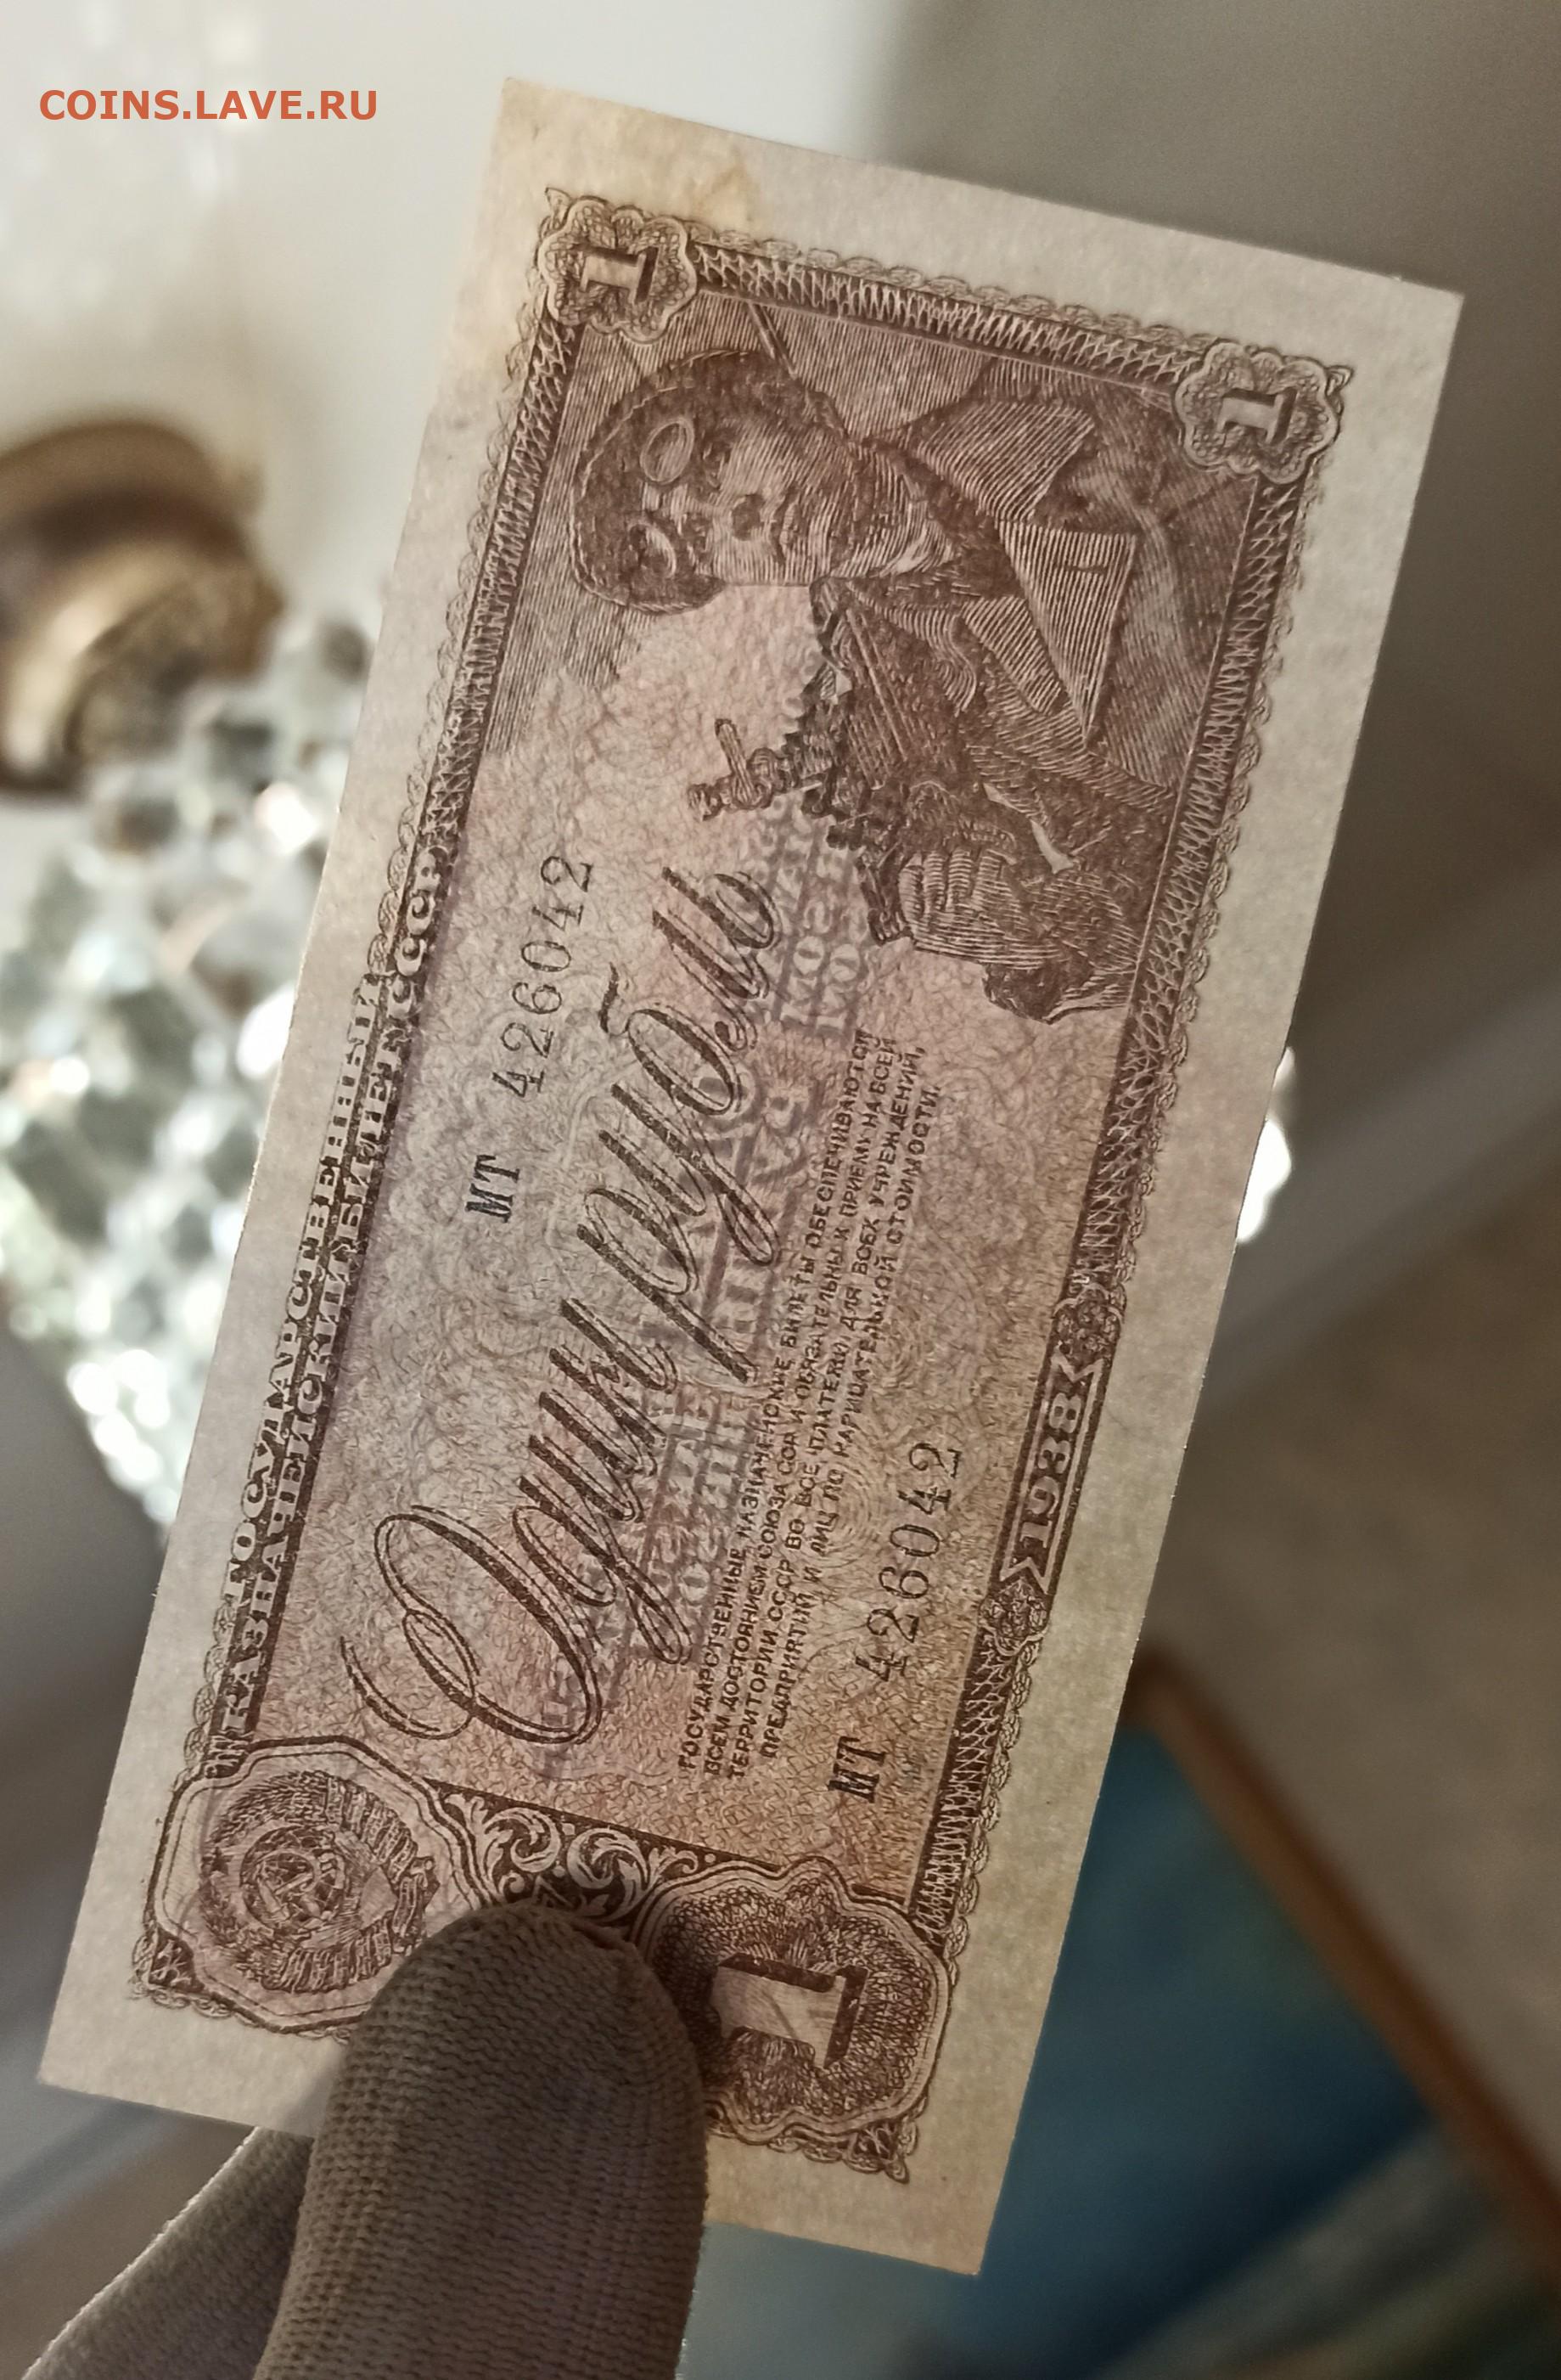 COINS.LAVE.RU
1
1
ГОСУДАРСТВЕННЫЙ
КАЗНАЧЕЙСКИЙ БИЛЕТ СССР
МТ 426042
Один рубль
ГОСУДАРСТВЕННЫЕ КАЗНАЧЕЙСКИЕ БИЛЕТЫ ОБЕСПЕЧИВАЮТСЯ
ВСЕМ ДОСТОЯНИЕМ СОЮЗА ССР И ОБЯЗАТЕЛЬНЫ К ПРИЕМУ НА ВСЕЙ
ТЕРРИТОРИИ СССР ВО ВСЕ ПЛАТЕЖИ ДЛЯ ВСЕХ УЧРЕЖДЕНИЙ,
ПРЕДПРИЯТИЙ И ЛИЦ ПО НАРИЦАТЕЛЬНОЙ СТОИМОСТИ.
МТ 426042
1938
1